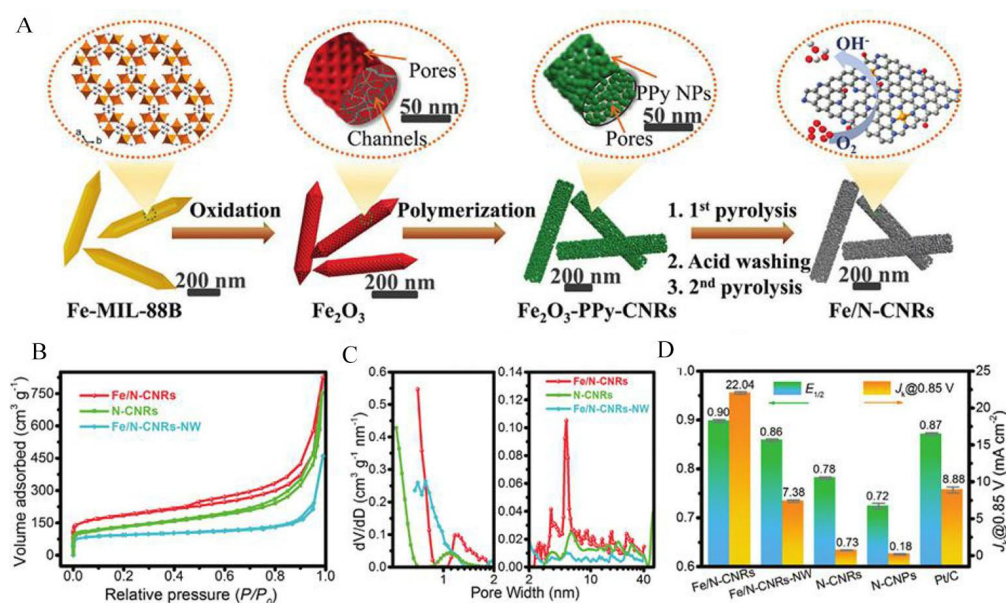 A
Pores
Channels
50 nm
PPy NPs
Pores
50 nm
OH-
O2
a
b
Oxidation
Polymerization
1. 1st pyrolysis
2. Acid washing
3. 2nd pyrolysis
200 nm
200 nm
200 nm
200 nm
Fe-MIL-88B
Fe2O3
Fe2O3-PPy-CNRs
Fe/N-CNRs
B
Volume adsorbed (cm3 g-1)
750
600
450
300
150
0
Fe/N-CNRs
N-CNRs
Fe/N-CNRs-NW
0.0 0.2 0.4 0.6 0.8 1.0
Relative pressure (P/P0)
C
dV/dD (cm3 g-1 nm-1)
0.6
0.5
0.4
0.3
0.2
0.1
0.0
1 2
0.14
0.12
0.10
0.08
0.06
0.04
0.02
0.00
Fe/N-CNRs
N-CNRs
Fe/N-CNRs-NW
2 10 40
Pore Width (nm)
D
1.0
0.9
0.8
0.7
0.6
E1/2
Jk@0.85 V
0.90 22.04
0.86 7.38
0.78 0.73
0.72 0.18
0.87 8.88
25
20
15
10
5
0
Jk@0.85 V (mA cm-2)
Fe/N-CNRs
Fe/N-CNRs-NW
N-CNRs
N-CNPs
Pt/C